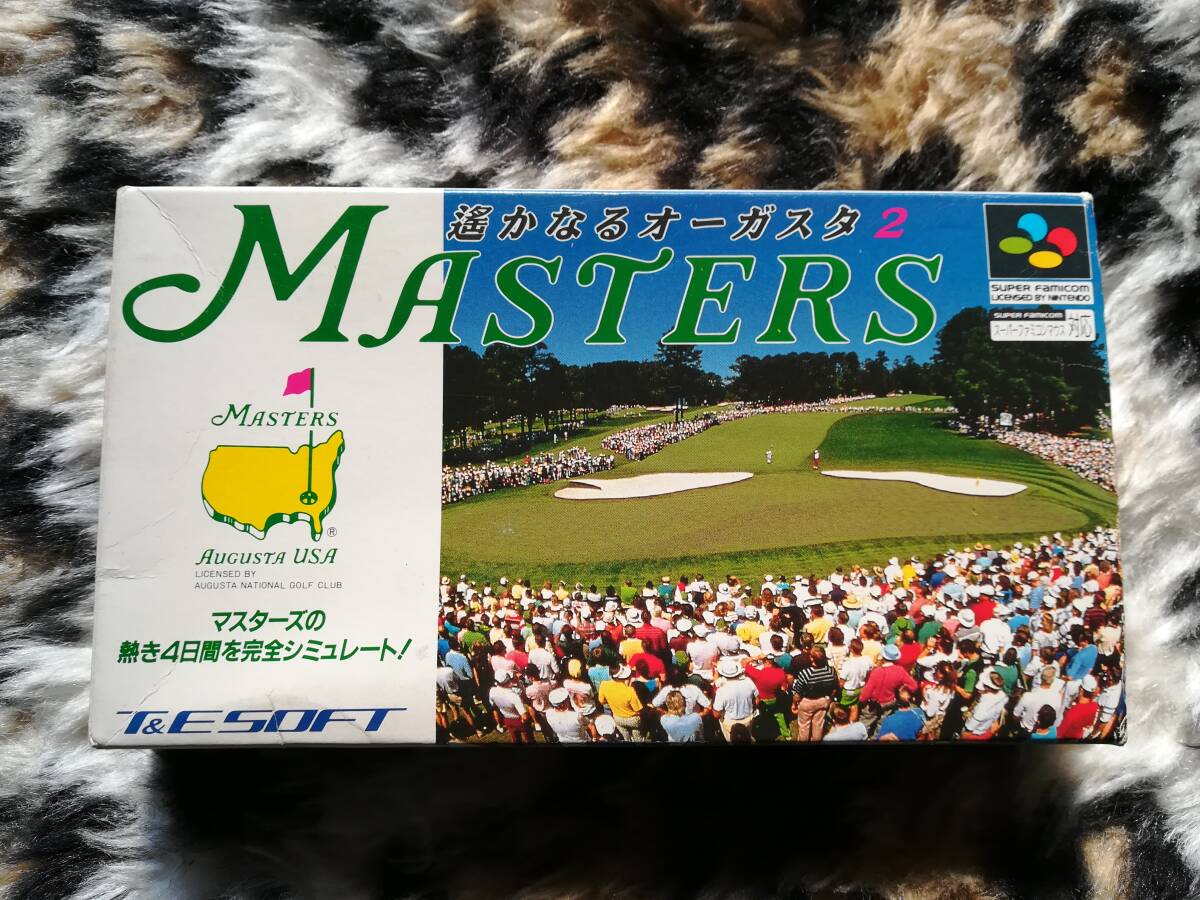 遙かなるオーガスタ 2
MASTERS
SUPER FAMICOM
LICENSED BY NINTENDO
SUPER FAMICOM
スーパーファミコンマウス 対応
MASTERS
®
AUGUSTA USA
LICENSED BY
AUGUSTA NATIONAL GOLF CLUB
マスターズの
熱き4日間を完全シミュレート!
T&E SOFT